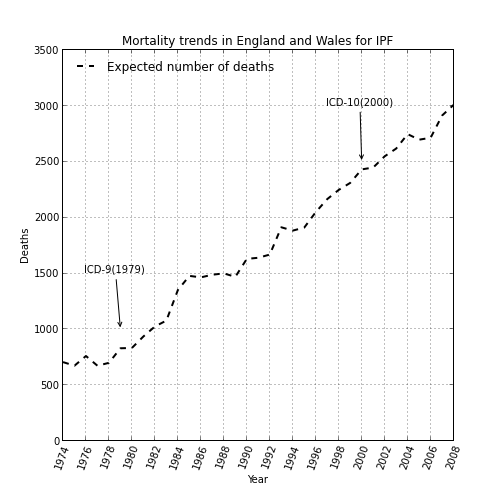 Mortality trends in England and Wales for IPF
3500
Expected number of deaths
3000
ICD-10(2000)
2500
2000
Deaths
1500
ICD-9(1979)
1000
500
0
1974 1976 1978 1980 1982 1984 1986 1988 1990 1992 1994 1996 1998 2000 2002 2004 2006 2008
Year